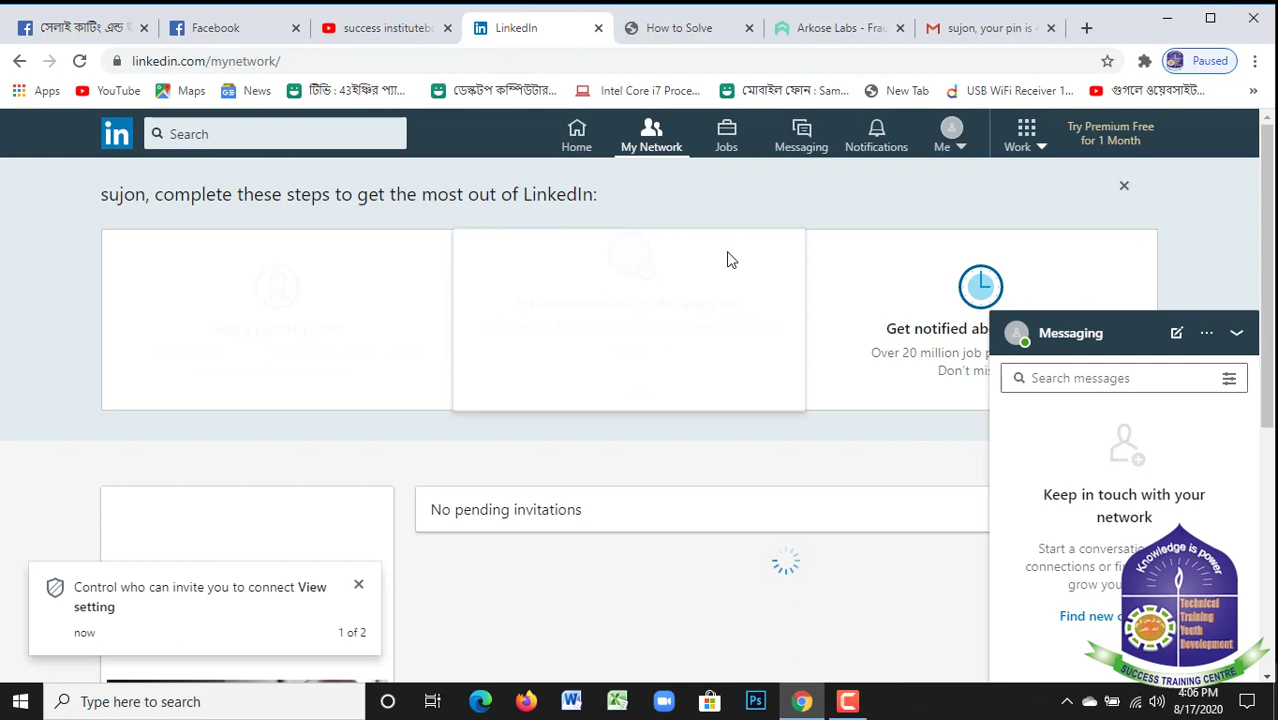 সেলাই কাটিং এন্ড
Facebook
success institutebo
LinkedIn
How to Solve
Arkose Labs - Frau
sujon, your pin is
linkedin.com/mynetwork/
Paused
Apps
YouTube
Maps
News
টিভি : 43ইঞ্চির প্যা...
ডেস্কটপ কম্পিউটার...
Intel Core i7 Proce...
মোবাইল ফোন : Sam...
New Tab
USB WiFi Receiver 1...
গুগলে ওয়েবসাইট...
in
Search
Home
My Network
Jobs
Messaging
Notifications
Me
Work
Try Premium Free
for 1 Month
sujon, complete these steps to get the most out of LinkedIn:
Get notified ab
Over 20 million job p
Don't mis
Messaging
Search messages
Keep in touch with your
network
Start a conversati
connections or fi
grow you
Find new c
No pending invitations
Control who can invite you to connect View
setting
now
1 of 2
Knowledge is power
Technical
Training
Youth
Development
SUCCESS TRAINING CENTRE
Type here to search
4:06 PM
8/17/2020